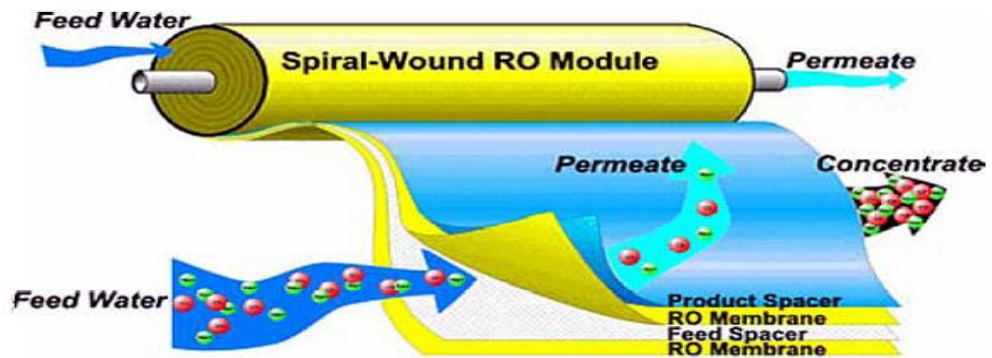 Feed Water
Spiral-Wound RO Module
Permeate
Permeate
Concentrate
Feed Water
Product Spacer
RO Membrane
Feed Spacer
RO Membrane